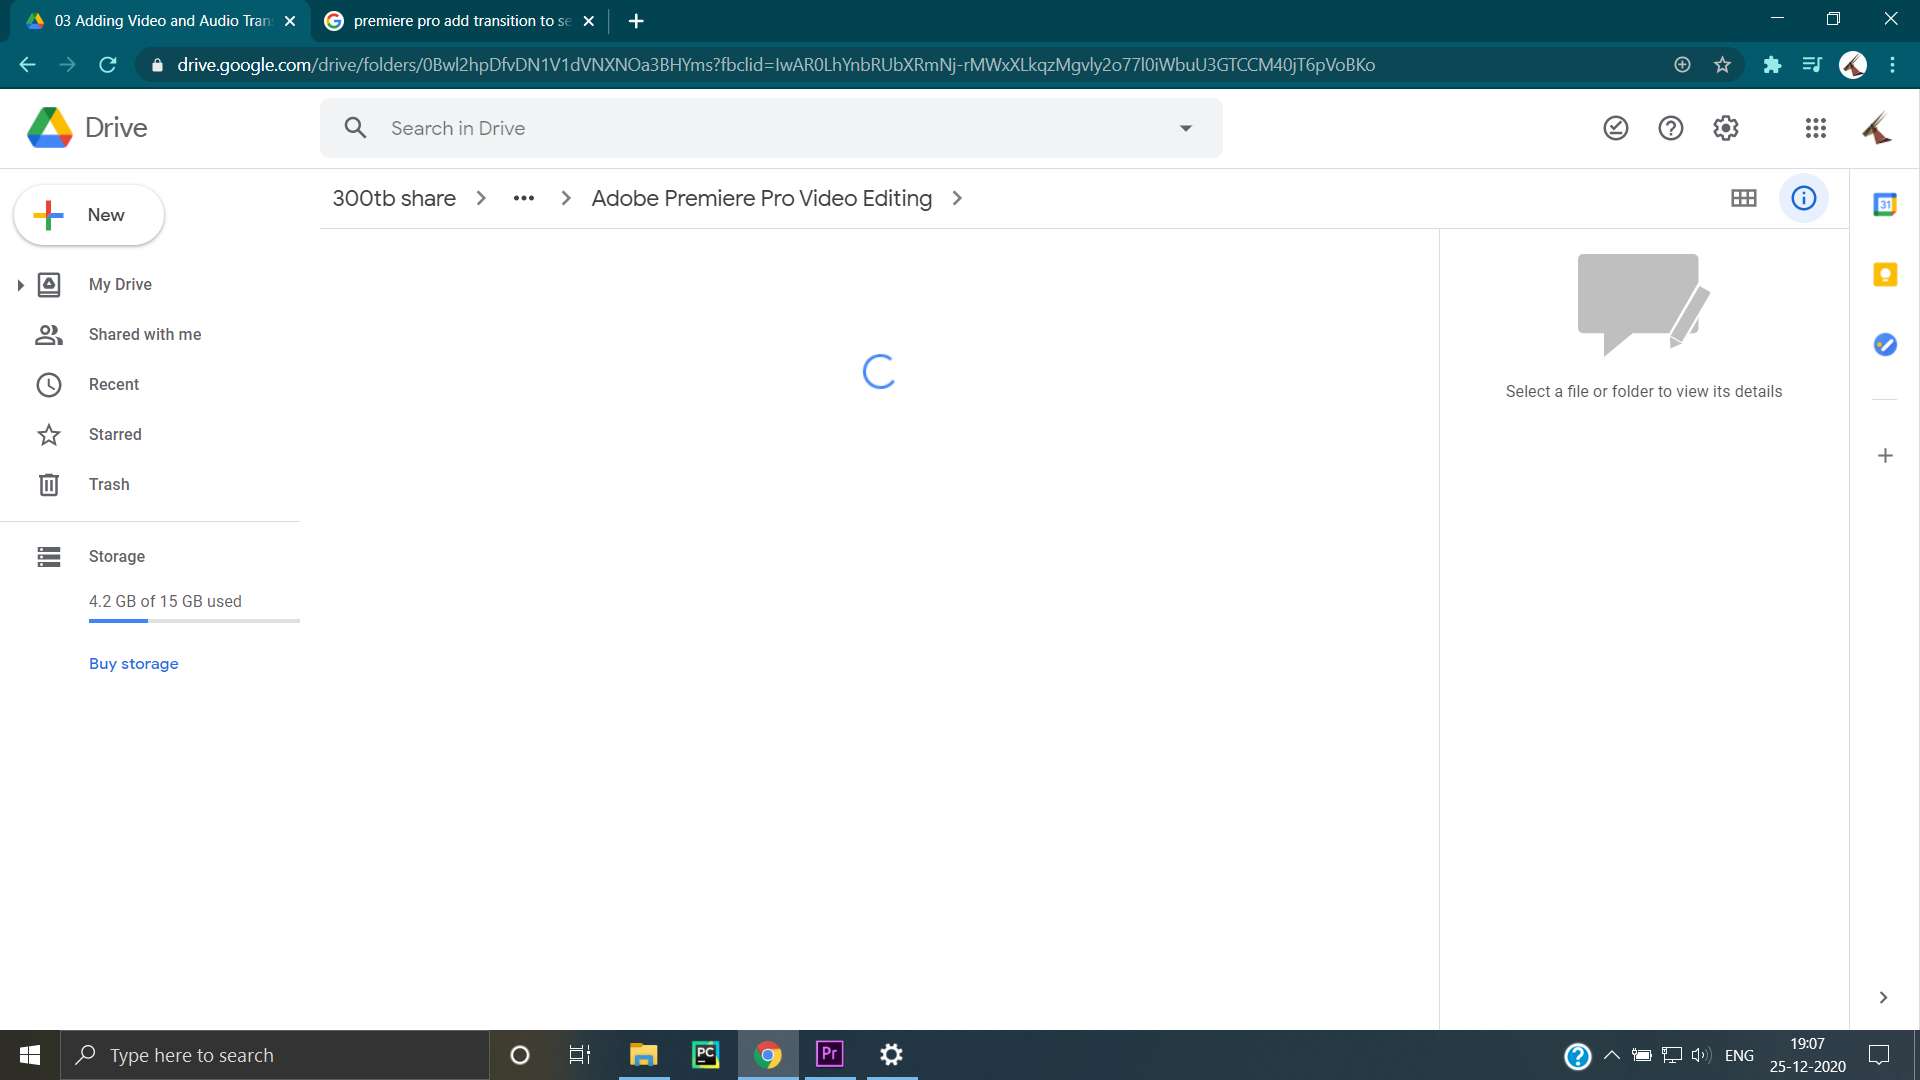 03 Adding Video and Audio Tran
premiere pro add transition to se
drive.google.com/drive/folders/0Bwl2hpDfvDN1V1dVNXNOa3BHYms?fbclid=IwAR0LhYnbRUbXRmNj-rMWxXLkqzMgvly2o77l0iWbuU3GTCCM40jT6pVoBKo
Drive
Search in Drive
New
300tb share
Adobe Premiere Pro Video Editing
31
My Drive
Shared with me
Recent
Select a file or folder to view its details
Starred
Trash
Storage
4.2 GB of 15 GB used
Buy storage
Type here to search
PC
Pr
ENG
19:07
25-12-2020